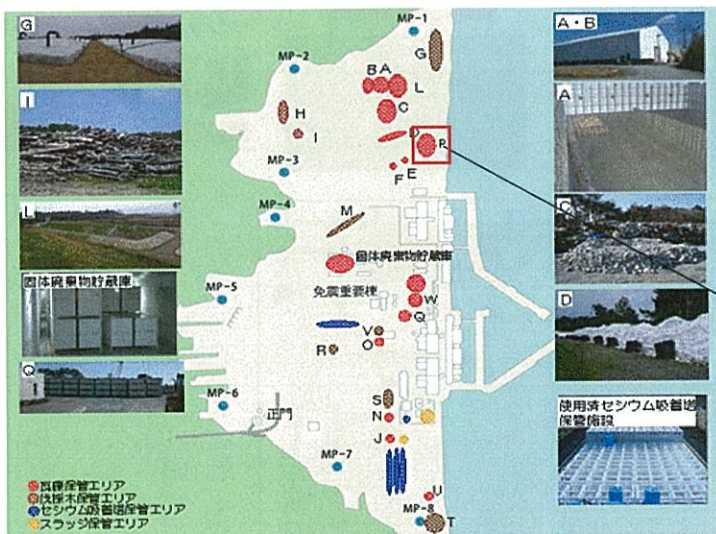 G
I
L
固体廃棄物貯蔵庫
Q
MP-1
MP-2
G
B A
L
C
H
I
D
P
E
F
MP-3
MP-4
M
固体廃棄物貯蔵庫
免震重要棟
MP-5
W
Q
V
O
R
S
MP-6
正門
N
J
MP-7
U
MP-8
T
瓦礫保管エリア
伐採木保管エリア
セシウム吸着塔保管エリア
スラッジ保管エリア
A・B
A
C
D
使用済セシウム吸着塔
保管施設